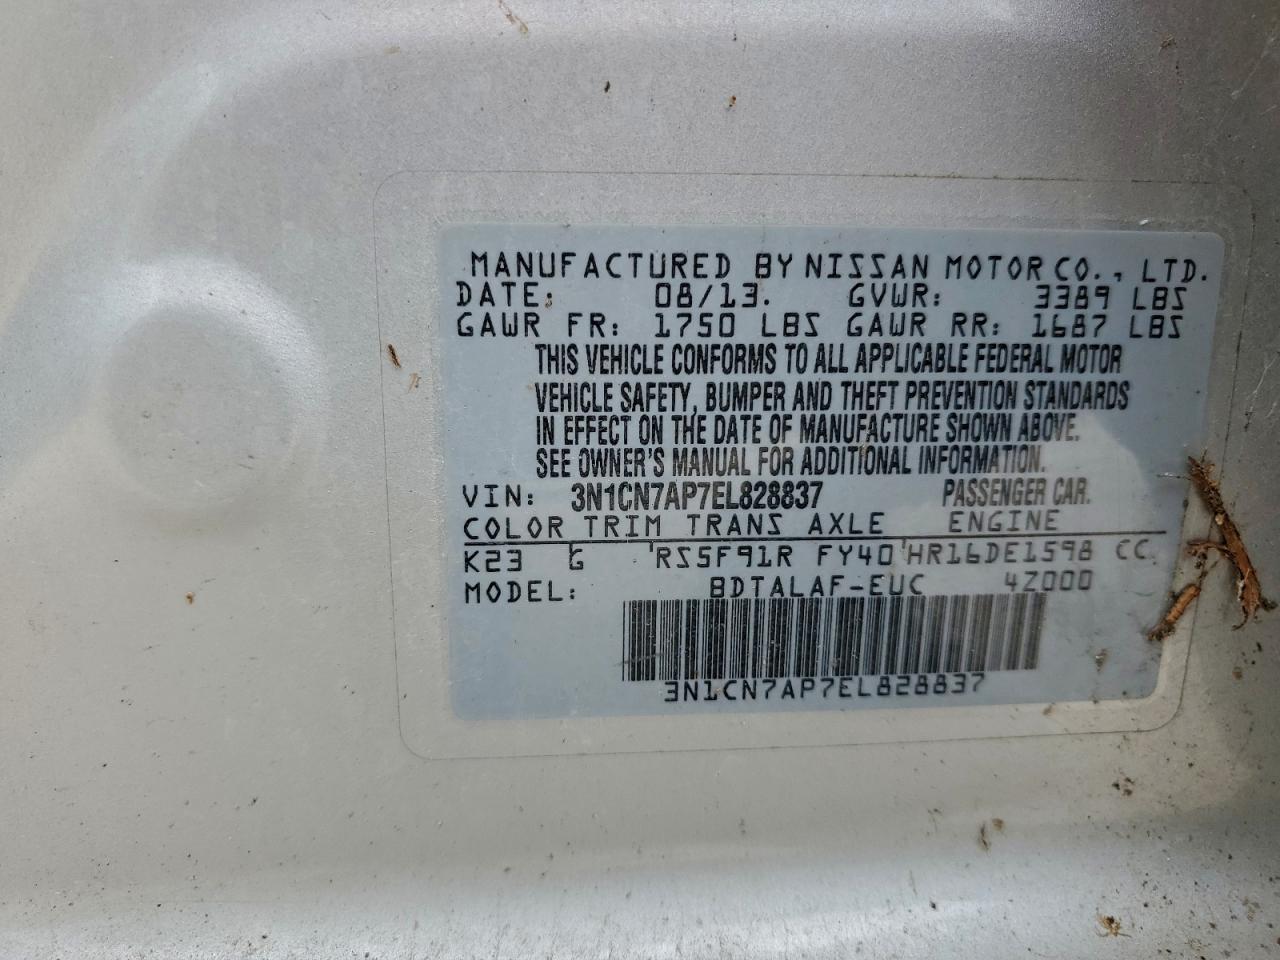 MANUFACTURED BY NISSAN MOTOR CO., LTD.
DATE: 08/13. GVWR: 3389 LBS
GAWR FR: 1750 LBS GAWR RR: 1687 LBS
THIS VEHICLE CONFORMS TO ALL APPLICABLE FEDERAL MOTOR
VEHICLE SAFETY, BUMPER AND THEFT PREVENTION STANDARDS
IN EFFECT ON THE DATE OF MANUFACTURE SHOWN ABOVE.
SEE OWNER'S MANUAL FOR ADDITIONAL INFORMATION.
VIN: 3N1CN7AP7EL828837 PASSENGER CAR.
COLOR TRIM TRANS AXLE ENGINE
K23 G RS5F91R FY40 HR16DE1598 CC.
MODEL: BDTALAF-EUC 42000
3N1CN7AP7EL828837